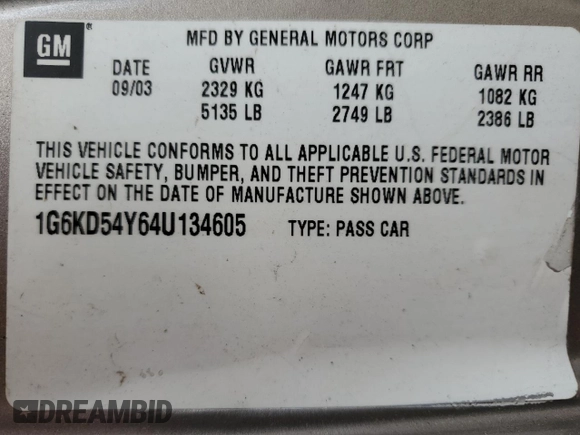 GM
MFD BY GENERAL MOTORS CORP
DATE GVWR GAWR FRT GAWR RR
09/03 2329 KG 1247 KG 1082 KG
5135 LB 2749 LB 2386 LB
THIS VEHICLE CONFORMS TO ALL APPLICABLE U.S. FEDERAL MOTOR
VEHICLE SAFETY, BUMPER, AND THEFT PREVENTION STANDARDS IN
EFFECT ON THE DATE OF MANUFACTURE SHOWN ABOVE.
1G6KD54Y64U134605 TYPE: PASS CAR
DREAMBID